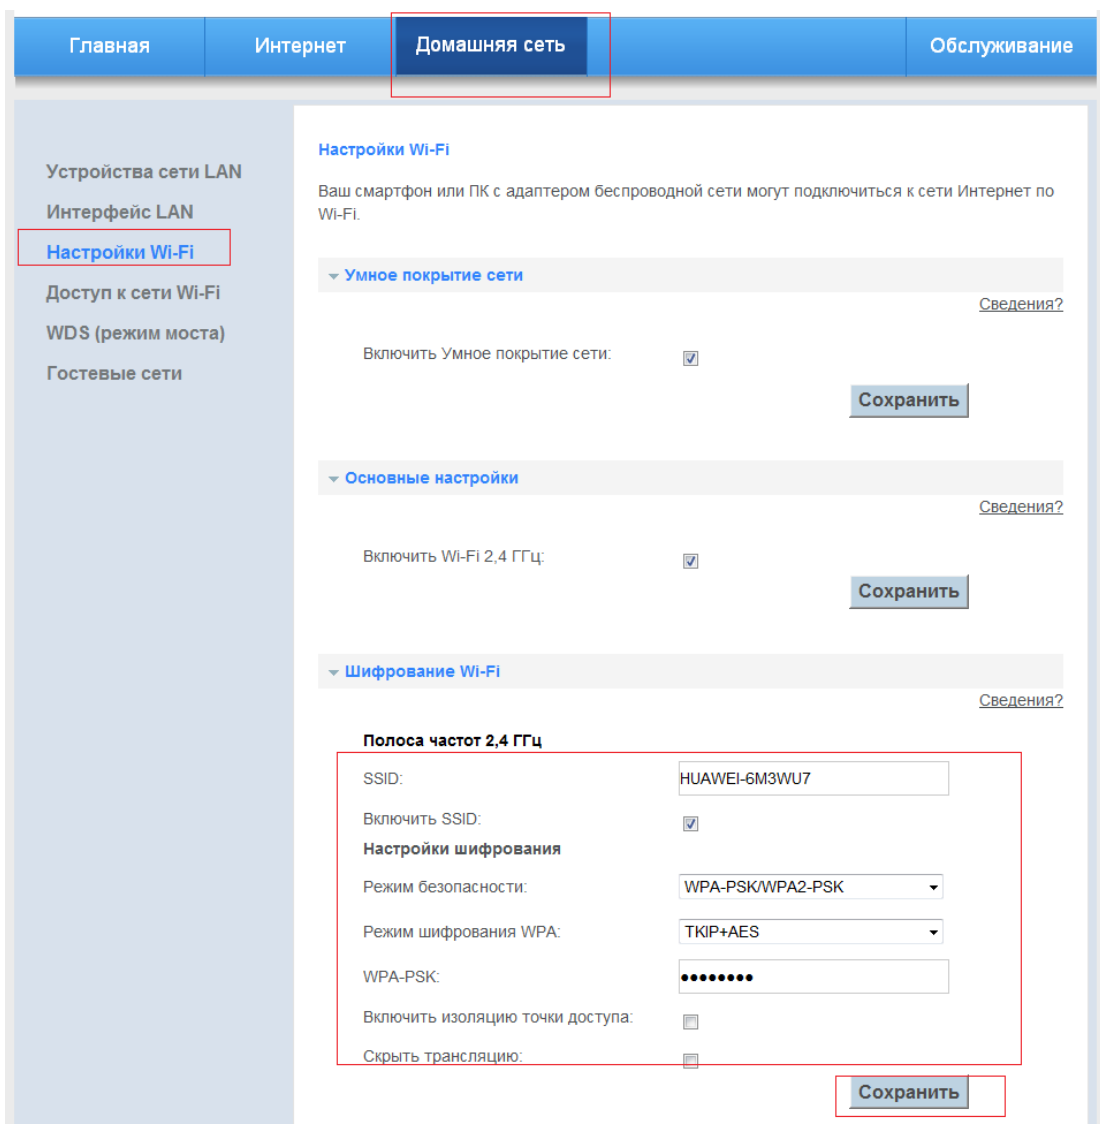 Главная
Интернет
Домашняя сеть
Обслуживание
Устройства сети LAN
Интерфейс LAN
Настройки Wi-Fi
Доступ к сети Wi-Fi
WDS (режим моста)
Гостевые сети
Настройки Wi-Fi
Ваш смартфон или ПК с адаптером беспроводной сети могут подключиться к сети Интернет по
Wi-Fi.
Умное покрытие сети
Сведения?
Включить Умное покрытие сети:
Сохранить
Основные настройки
Сведения?
Включить Wi-Fi 2,4 ГГц:
Сохранить
Шифрование Wi-Fi
Сведения?
Полоса частот 2,4 ГГц
SSID: HUAWEI-6M3WU7
Включить SSID:
Настройки шифрования
Режим безопасности: WPA-PSK/WPA2-PSK
Режим шифрования WPA: TKIP+AES
WPA-PSK: ●●●●●●●●
Включить изоляцию точки доступа:
Скрыть трансляцию:
Сохранить